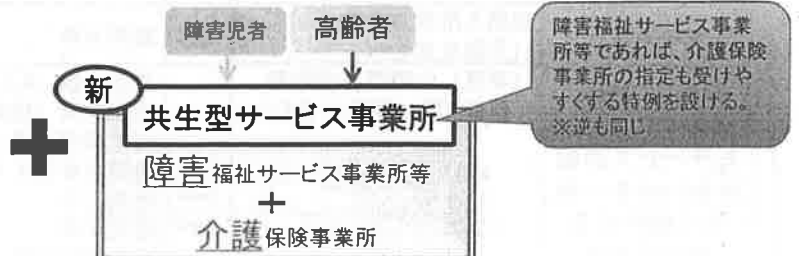 障害児者
高齢者
新
共生型サービス事業所
障害福祉サービス事業所等
+
介護保険事業所
+
障害福祉サービス事業
所等であれば、介護保険
事業所の指定も受けや
すくする特例を設ける。
※逆も同じ